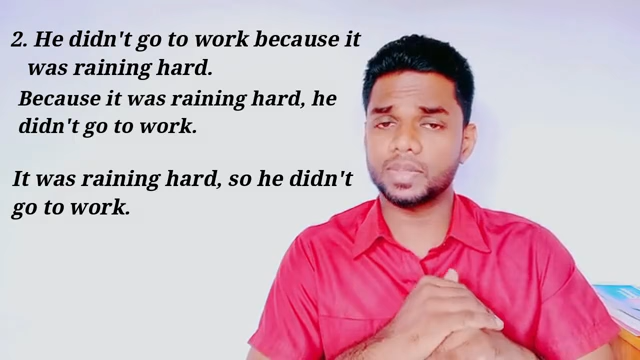 2. He didn't go to work because it
was raining hard.
Because it was raining hard, he
didn't go to work.
It was raining hard, so he didn't
go to work.